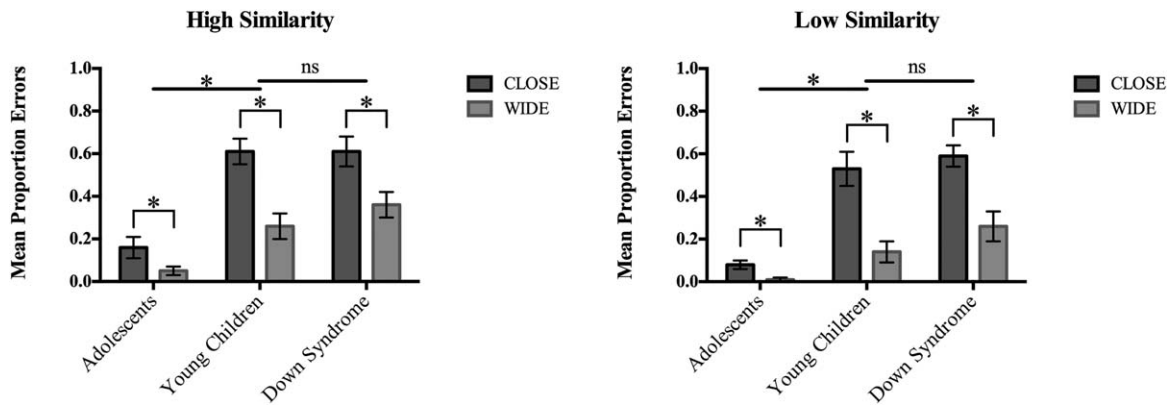 High Similarity
Mean Proportion Errors
1.0
0.8
0.6
0.4
0.2
0.0
*
ns
*
*
*
Adolescents
Young Children
Down Syndrome
CLOSE
WIDE
Low Similarity
Mean Proportion Errors
1.0
0.8
0.6
0.4
0.2
0.0
*
ns
*
*
*
Adolescents
Young Children
Down Syndrome
CLOSE
WIDE